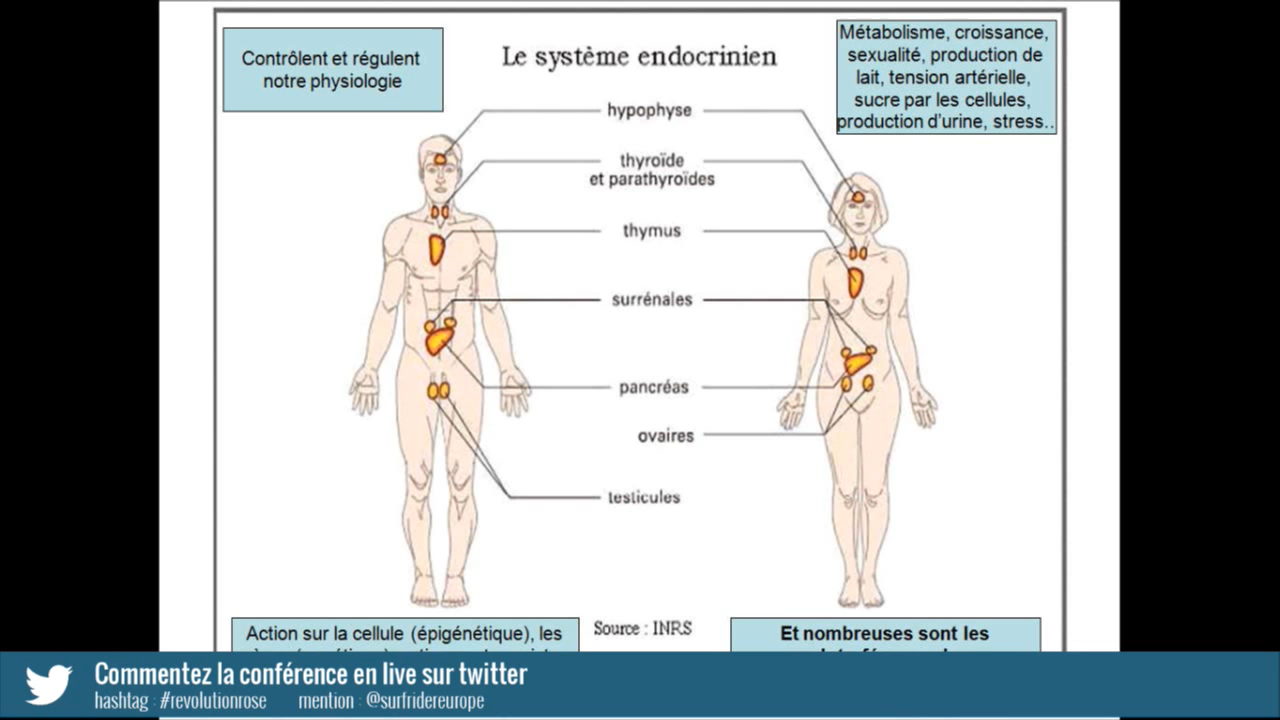 Contrôlent et régulent
notre physiologie
Le système endocrinien
Métabolisme, croissance,
sexualité, production de
lait, tension artérielle,
sucre par les cellules,
production d'urine, stress..
hypophyse
thyroïde
et parathyroïdes
thymus
surrénales
pancréas
ovaires
testicules
Action sur la cellule (épigénétique), les
Source : INRS
Et nombreuses sont les
Commentez la conférence en live sur twitter
hashtag : #revolutionrose mention : @surfridereurope